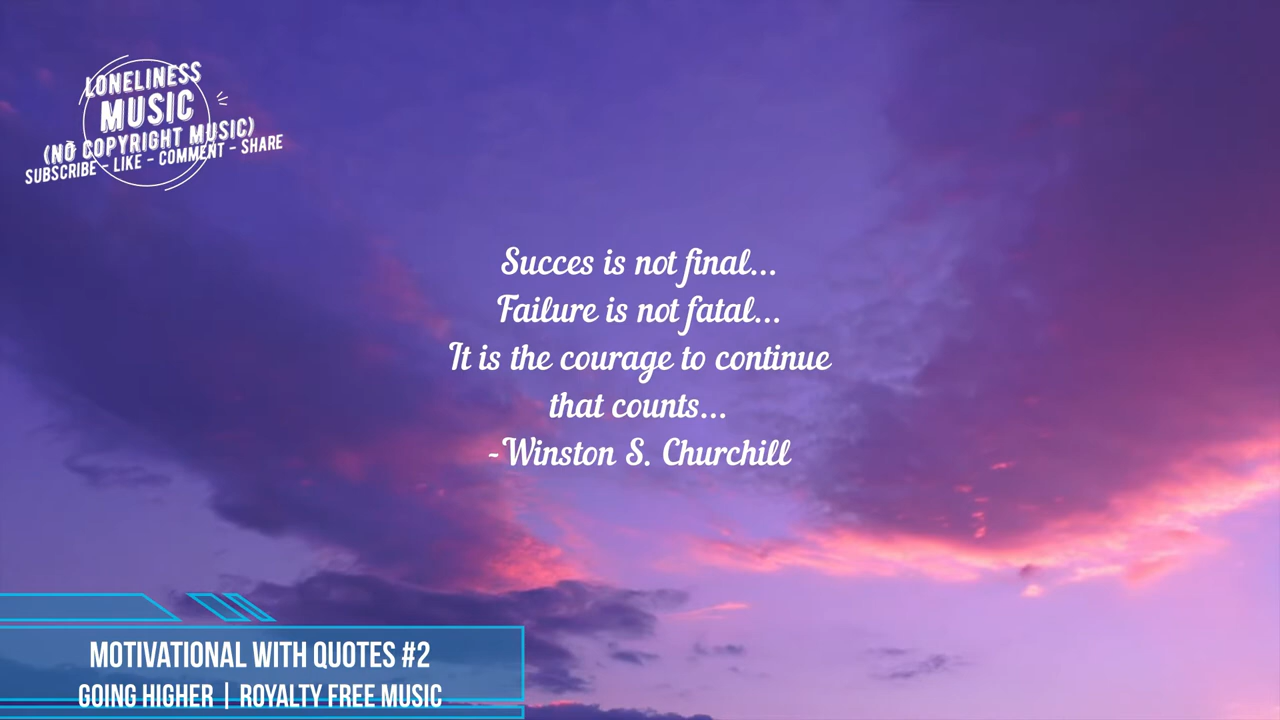 LONELINESS
MUSIC
(NO COPYRIGHT MUSIC)
SUBSCRIBE - LIKE - COMMENT - SHARE
Succes is not final...
Failure is not fatal...
It is the courage to continue
that counts...
-Winston S. Churchill
MOTIVATIONAL WITH QUOTES #2
GOING HIGHER | ROYALTY FREE MUSIC